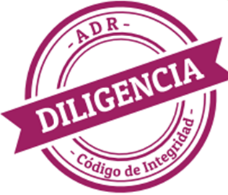 - ADR -
DILIGENCIA
- Código de Integridad -